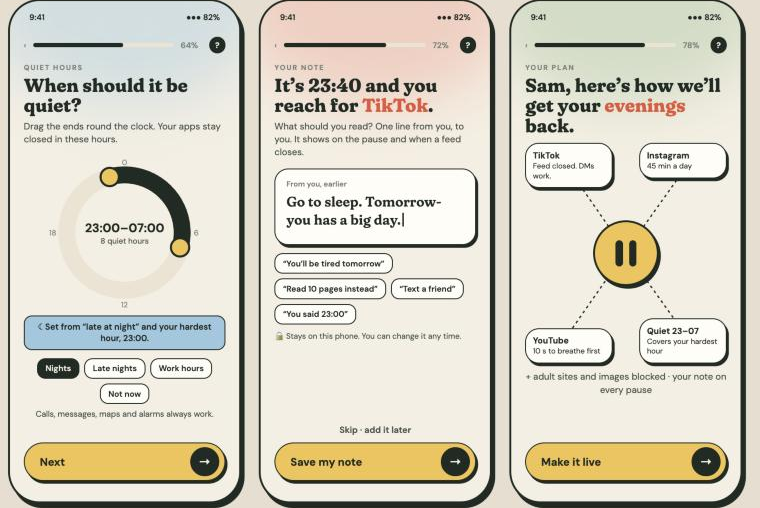 9:41
82%
64%
?
QUIET HOURS
When should it be
quiet?
Drag the ends round the clock. Your apps stay
closed in these hours.
0
18
23:00–07:00
8 quiet hours
6
12
Set from “late at night” and your hardest
hour, 23:00.
Nights
Late nights
Work hours
Not now
Calls, messages, maps and alarms always work.
Next →
9:41
82%
72%
?
YOUR NOTE
It’s 23:40 and you
reach for TikTok.
What should you read? One line from you, to
you. It shows on the pause and when a feed
closes.
From you, earlier
Go to sleep. Tomorrow-
you has a big day.
“You’ll be tired tomorrow”
“Read 10 pages instead”
“Text a friend”
“You said 23:00”
Stays on this phone. You can change it any time.
Skip · add it later
Save my note →
9:41
82%
78%
?
YOUR PLAN
Sam, here’s how we’ll
get your evenings
back.
TikTok
Feed closed. DMs
work.
Instagram
45 min a day
YouTube
10 s to breathe first
Quiet 23–07
Covers your hardest
hour
+ adult sites and images blocked · your note on
every pause
Make it live →